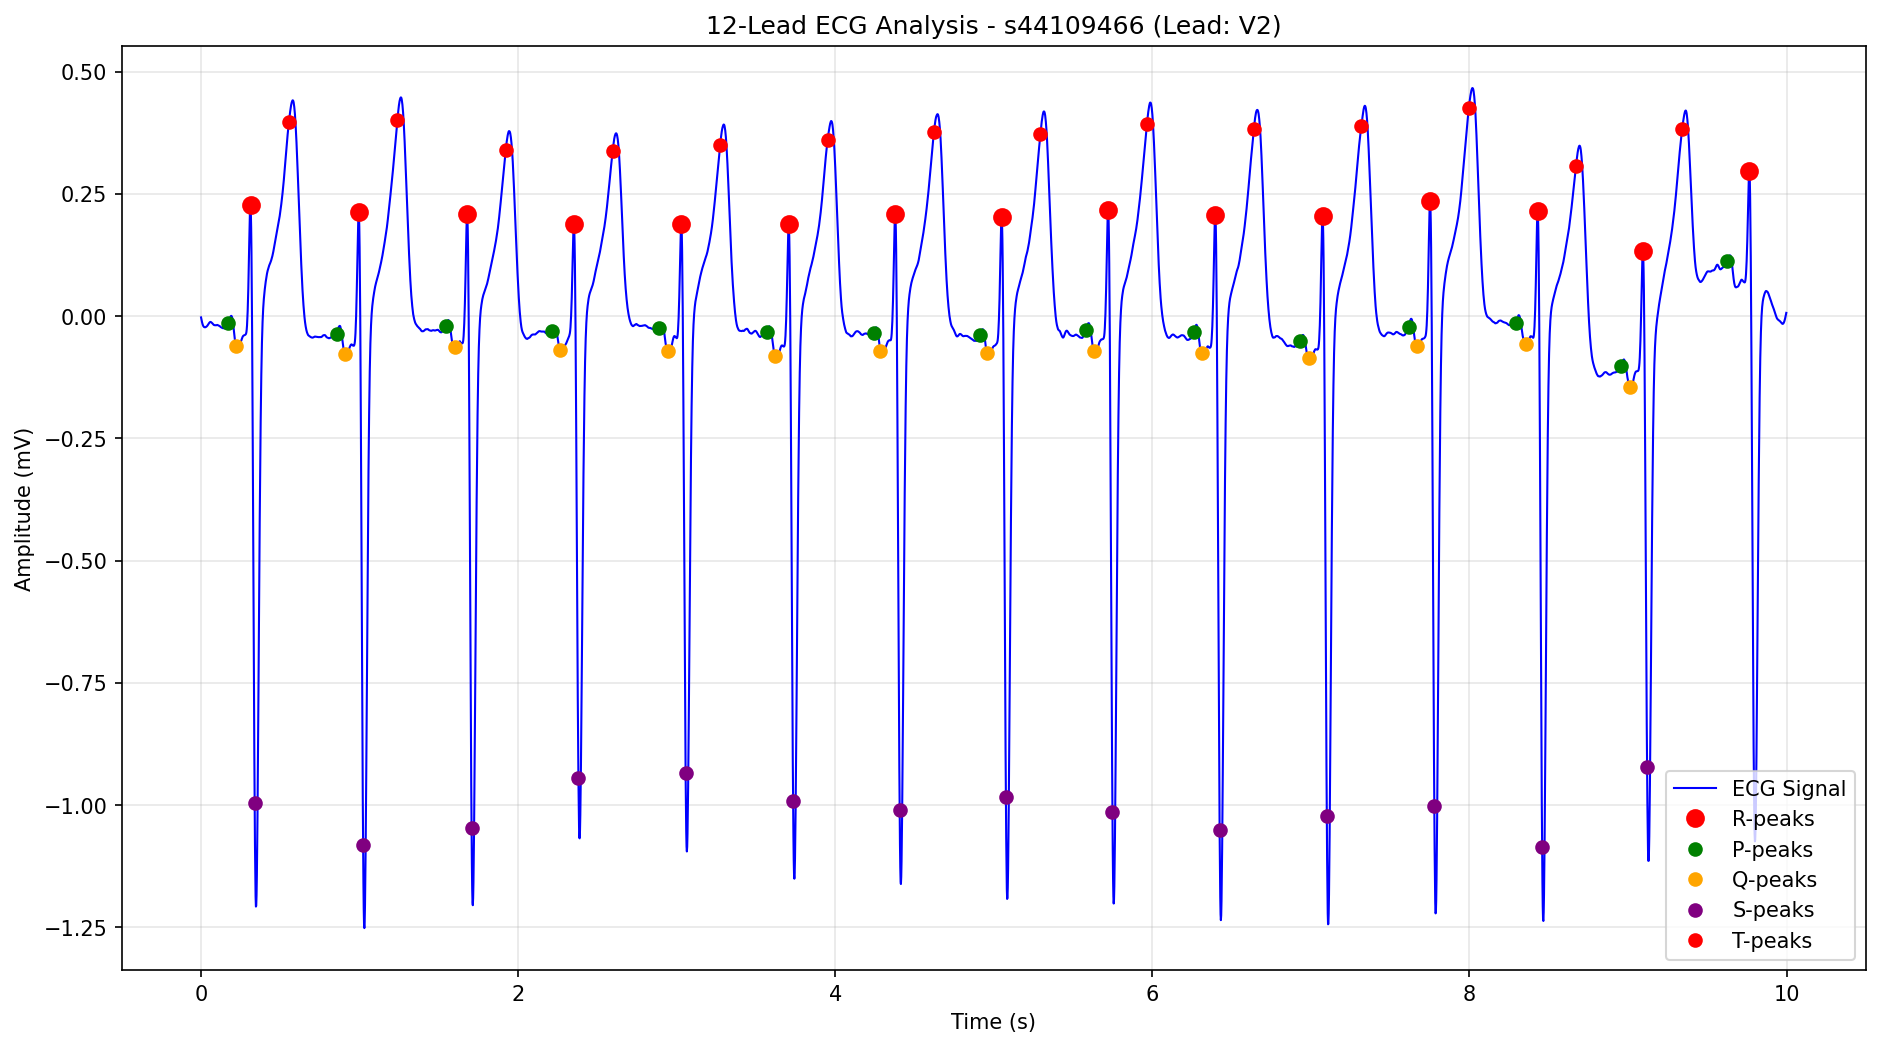 12-Lead ECG Analysis - s44109466 (Lead: V2)
Amplitude (mV)
0.50
0.25
0.00
−0.25
−0.50
−0.75
−1.00
−1.25
ECG Signal
R-peaks
P-peaks
Q-peaks
S-peaks
T-peaks
0 2 4 6 8 10
Time (s)